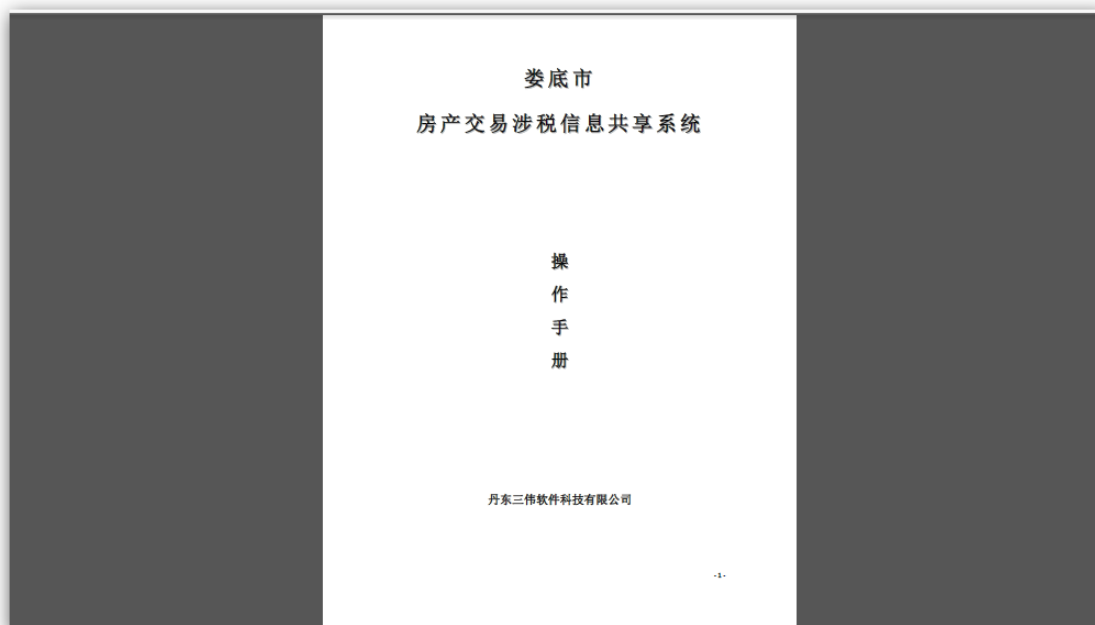 娄底市
房产交易涉税信息共享系统
操
作
手
册
丹东三伟软件科技有限公司
-1-